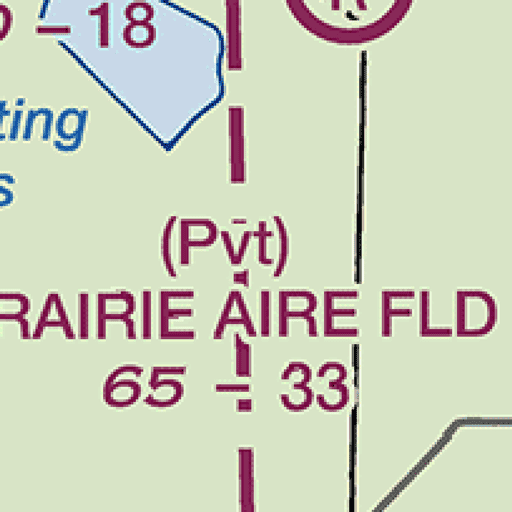 – 18
ting
s
(Pvt)
RAIRIE AIRE FLD
65 – 33